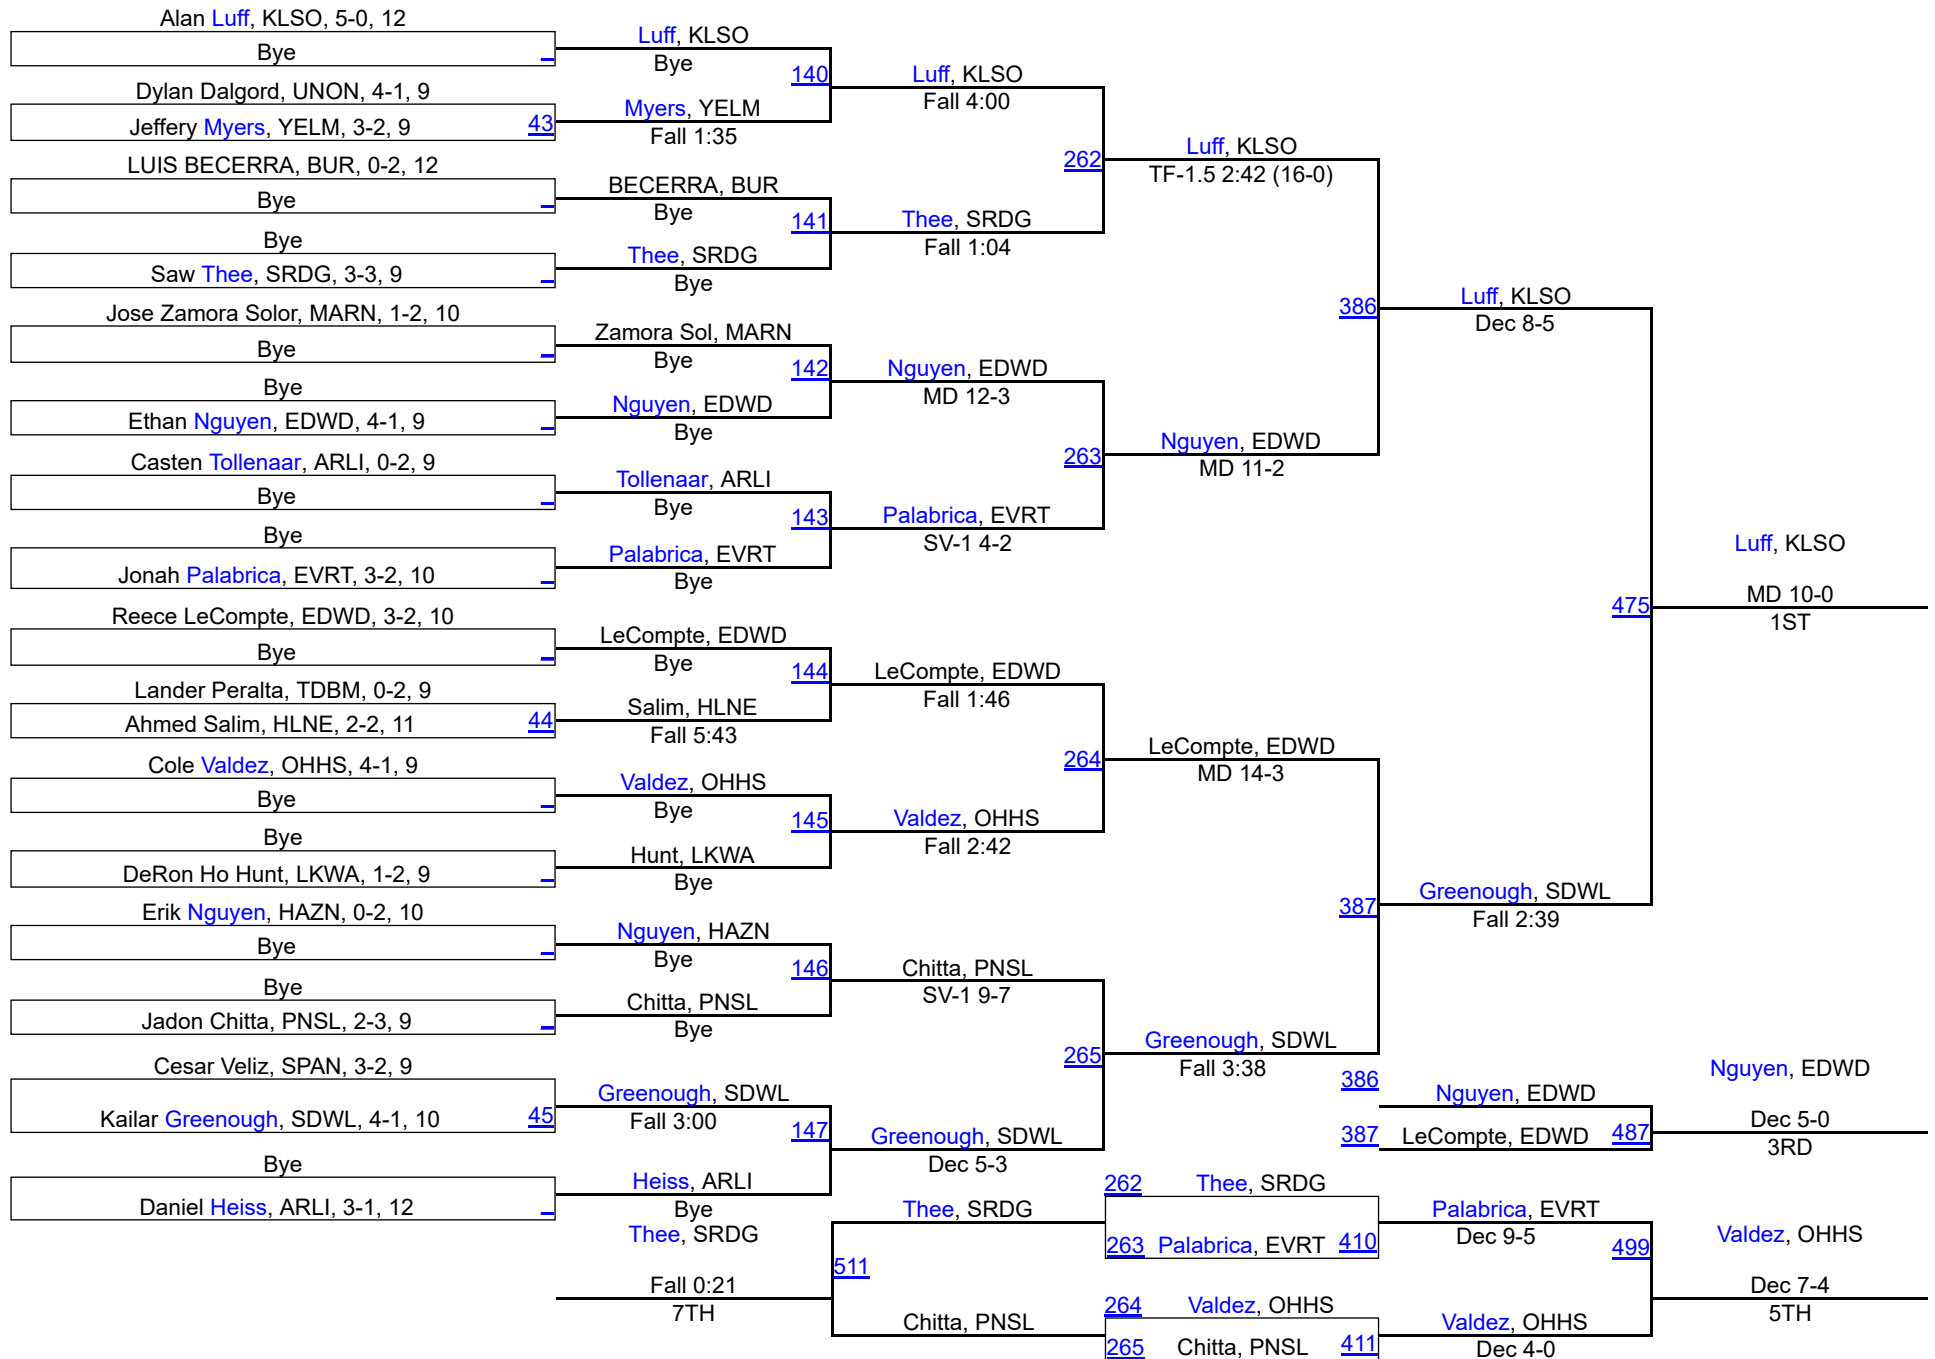 Alan Luff, KLSO, 5-0, 12
Bye
Dylan Dalgord, UNON, 4-1, 9
Jeffery Myers, YELM, 3-2, 9 43
LUIS BECERRA, BUR, 0-2, 12
Bye
Bye
Saw Thee, SRDG, 3-3, 9
Jose Zamora Solor, MARN, 1-2, 10
Bye
Bye
Ethan Nguyen, EDWD, 4-1, 9
Casten Tollenaar, ARLI, 0-2, 9
Bye
Bye
Jonah Palabrica, EVRT, 3-2, 10
Reece LeCompte, EDWD, 3-2, 10
Bye
Lander Peralta, TDBM, 0-2, 9
Ahmed Salim, HLNE, 2-2, 11 44
Cole Valdez, OHHS, 4-1, 9
Bye
Bye
DeRon Ho Hunt, LKWA, 1-2, 9
Erik Nguyen, HAZN, 0-2, 10
Bye
Bye
Jadon Chitta, PNSL, 2-3, 9
Cesar Veliz, SPAN, 3-2, 9
Kailar Greenough, SDWL, 4-1, 10 45
Bye
Daniel Heiss, ARLI, 3-1, 12
Luff, KLSO
Bye
140
Myers, YELM
Fall 1:35
BECERRA, BUR
Bye
141
Thee, SRDG
Bye
Zamora Sol, MARN
Bye
142
Nguyen, EDWD
Bye
Tollenaar, ARLI
Bye
143
Palabrica, EVRT
Bye
LeCompte, EDWD
Bye
144
Salim, HLNE
Fall 5:43
Valdez, OHHS
Bye
145
Hunt, LKWA
Bye
Nguyen, HAZN
Bye
146
Chitta, PNSL
Bye
Greenough, SDWL
Fall 3:00
147
Heiss, ARLI
Bye
Luff, KLSO
Fall 4:00
262
Thee, SRDG
Fall 1:04
Nguyen, EDWD
MD 12-3
263
Palabrica, EVRT
SV-1 4-2
LeCompte, EDWD
Fall 1:46
264
Valdez, OHHS
Fall 2:42
Chitta, PNSL
SV-1 9-7
265
Greenough, SDWL
Dec 5-3
Luff, KLSO
TF-1.5 2:42 (16-0)
386
Nguyen, EDWD
MD 11-2
LeCompte, EDWD
MD 14-3
387
Greenough, SDWL
Fall 3:38
Luff, KLSO
Dec 8-5
475
Greenough, SDWL
Fall 2:39
Luff, KLSO
MD 10-0
1ST
386
Nguyen, EDWD
387 LeCompte, EDWD 487
Nguyen, EDWD
Dec 5-0
3RD
262 Thee, SRDG
263 Palabrica, EVRT 410
264 Valdez, OHHS
265 Chitta, PNSL 411
Palabrica, EVRT
Dec 9-5
499
Valdez, OHHS
Dec 4-0
Valdez, OHHS
Dec 7-4
5TH
Thee, SRDG
511
Chitta, PNSL
Thee, SRDG
Fall 0:21
7TH